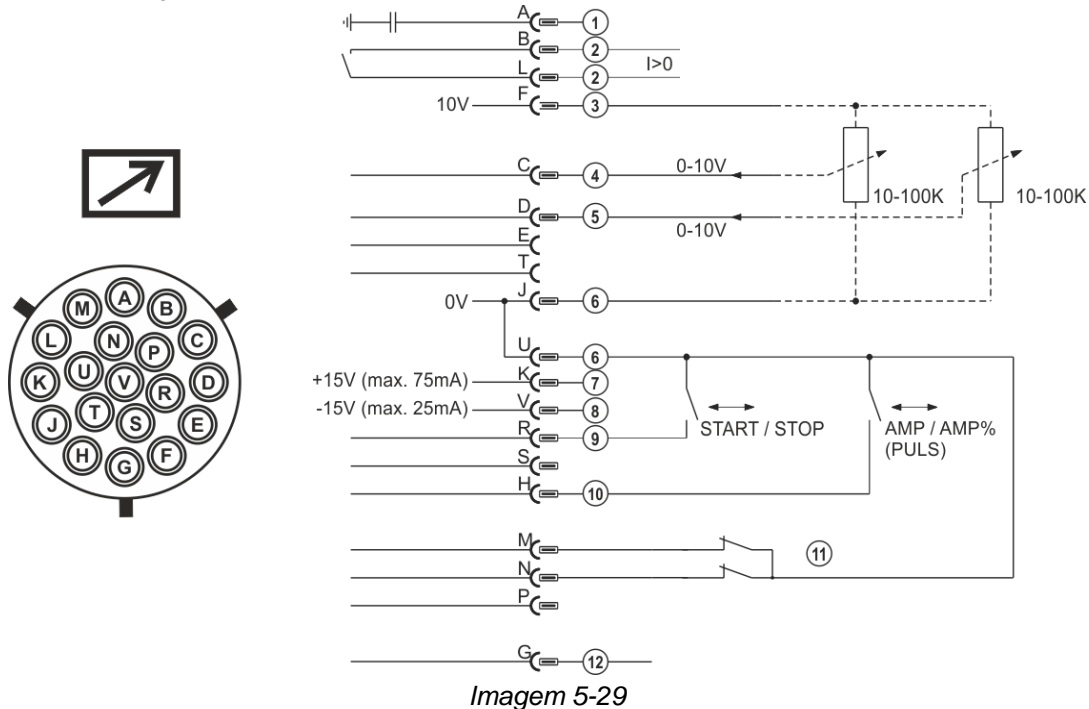 A 1
B 2
L 2 I>0
F 10V 3
C 4 0-10V 10-100K 10-100K
D 5 0-10V
E
T
J 0V 6
U 6
K +15V (max. 75mA) 7
V -15V (max. 25mA) 8
R 9 START / STOP AMP / AMP%
(PULS)
S
H 10
M 11
N
P
G 12
A
M B
L N P C
K U V R D
J T S E
H G F
Imagem 5-29